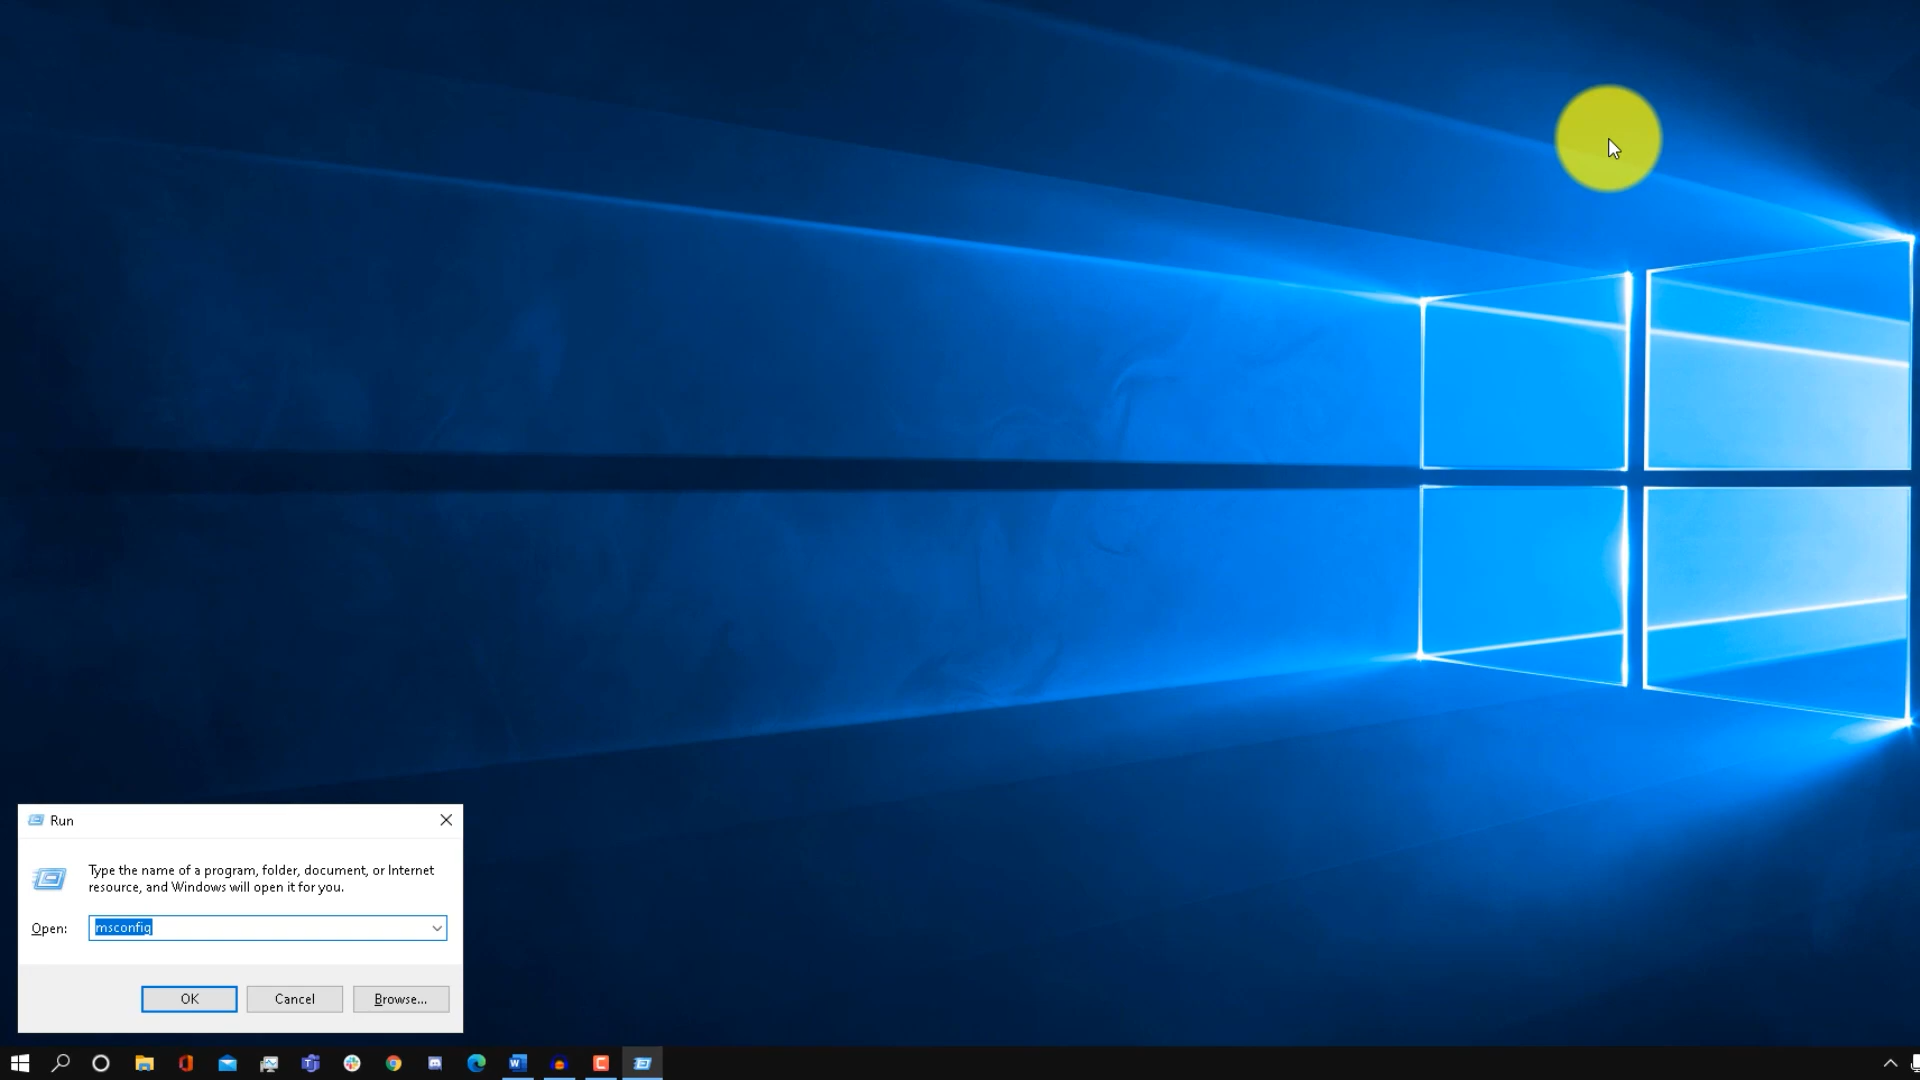 Run
Type the name of a program, folder, document, or Internet
resource, and Windows will open it for you.
Open:
msconfig
OK
Cancel
Browse...